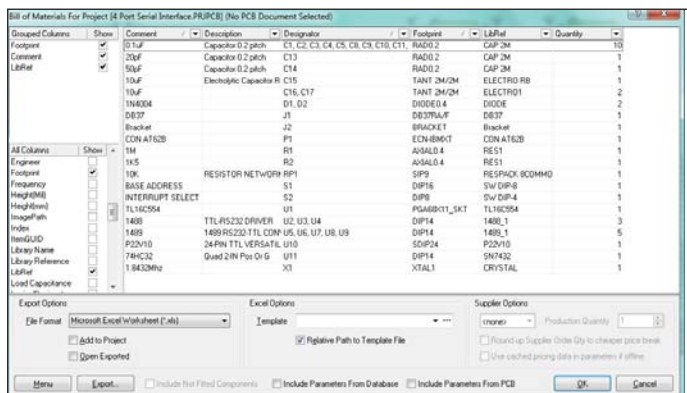 Bill of Materials For Project [4 Port Serial Interface.PRJPCB] (No PCB Document Selected)
Grouped Columns Show
Footprint
Comment
LibRef
All Columns Show
Engineer
Footprint
Frequency
Height(Mil)
Height(mm)
ImagePath
Index
ItemGUID
Library Name
Library Reference
LibRef
Load Capacitance
Comment Description Designator Footprint LibRef Quantity
0.1uF Capacitor 0.2 pitch C1, C2, C3, C4, C5, C8, C9, C10, C11, RAD0.2 CAP 2M 10
20pF Capacitor 0.2 pitch C13 RAD0.2 CAP 2M 1
50pF Capacitor 0.2 pitch C14 RAD0.2 CAP 2M 1
10uF Electrolytic Capacitor R C15 TANT 2M/2M ELECTRO RB 1
10uF C16, C17 TANT 2M/2M ELECTRO1 2
1N4004 D1, D2 DIODE0.4 DIODE 2
DB37 J1 DB37RA/F DB37 1
Bracket J2 BRACKET Bracket 1
CON AT62B P1 ECN-IBMXT CON AT62B 1
1M R1 AXIAL0.4 RES1 1
1K5 R2 AXIAL0.4 RES1 1
10K RESISTOR NETWORK RP1 SIP9 RESPACK 8COMMO 1
BASE ADDRESS S1 DIP16 SW DIP-8 1
INTERRUPT SELECT S2 DIP8 SW DIP-4 1
TL16C554 U1 PGA68X11_SKT TL16C554 1
1488 TTL-RS232 DRIVER U2, U3, U4 DIP14 1488_1 3
1489 1489 RS232-TTL CONV U5, U6, U7, U8, U9 DIP14 1489_1 5
P22V10 24-PIN TTL VERSATIL U10 SDIP24 P22V10 1
74HC32 Quad 2-IN Pos Or G U11 DIP14 SN7432 1
1.8432Mhz X1 XTAL1 CRYSTAL 1
Export Options Excel Options Supplier Options
File Format Microsoft Excel Worksheet (*.xls) Template <none> Production Quantity 1
Add to Project Relative Path to Template File Round up Supplier Order Qty to cheaper price break
Open Exported Use cached pricing data in parameters if offline
Menu Export... Include Not Fitted Components Include Parameters From Database Include Parameters From PCB OK Cancel